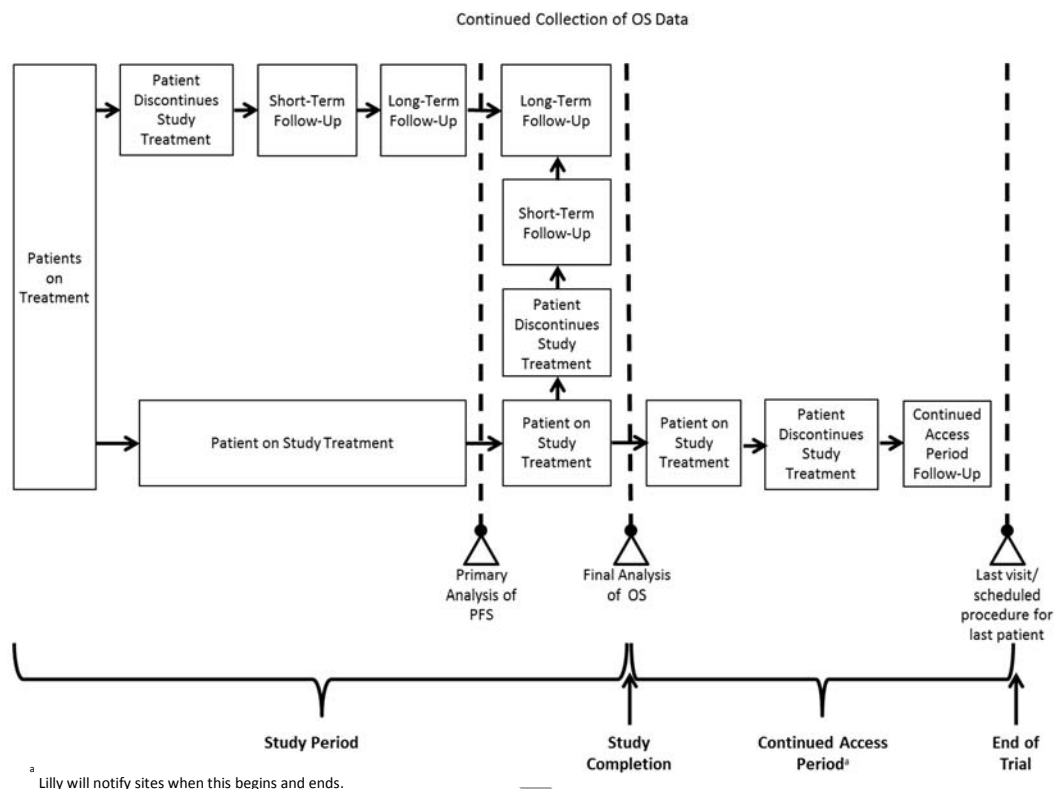 Continued Collection of OS Data
Patients
on
Treatment
Patient
Discontinues
Study
Treatment
Short-Term
Follow-Up
Long-Term
Follow-Up
Long-Term
Follow-Up
Short-Term
Follow-Up
Patient
Discontinues
Study
Treatment
Patient on Study Treatment
Patient on
Study
Treatment
Patient on
Study
Treatment
Patient
Discontinues
Study
Treatment
Continued
Access
Period
Follow-Up
Primary
Analysis of
PFS
Final Analysis
of OS
Last visit/
scheduled
procedure for
last patient
Study Period
Study
Completion
Continued Access
Periodᵃ
End of
Trial
ᵃ Lilly will notify sites when this begins and ends.